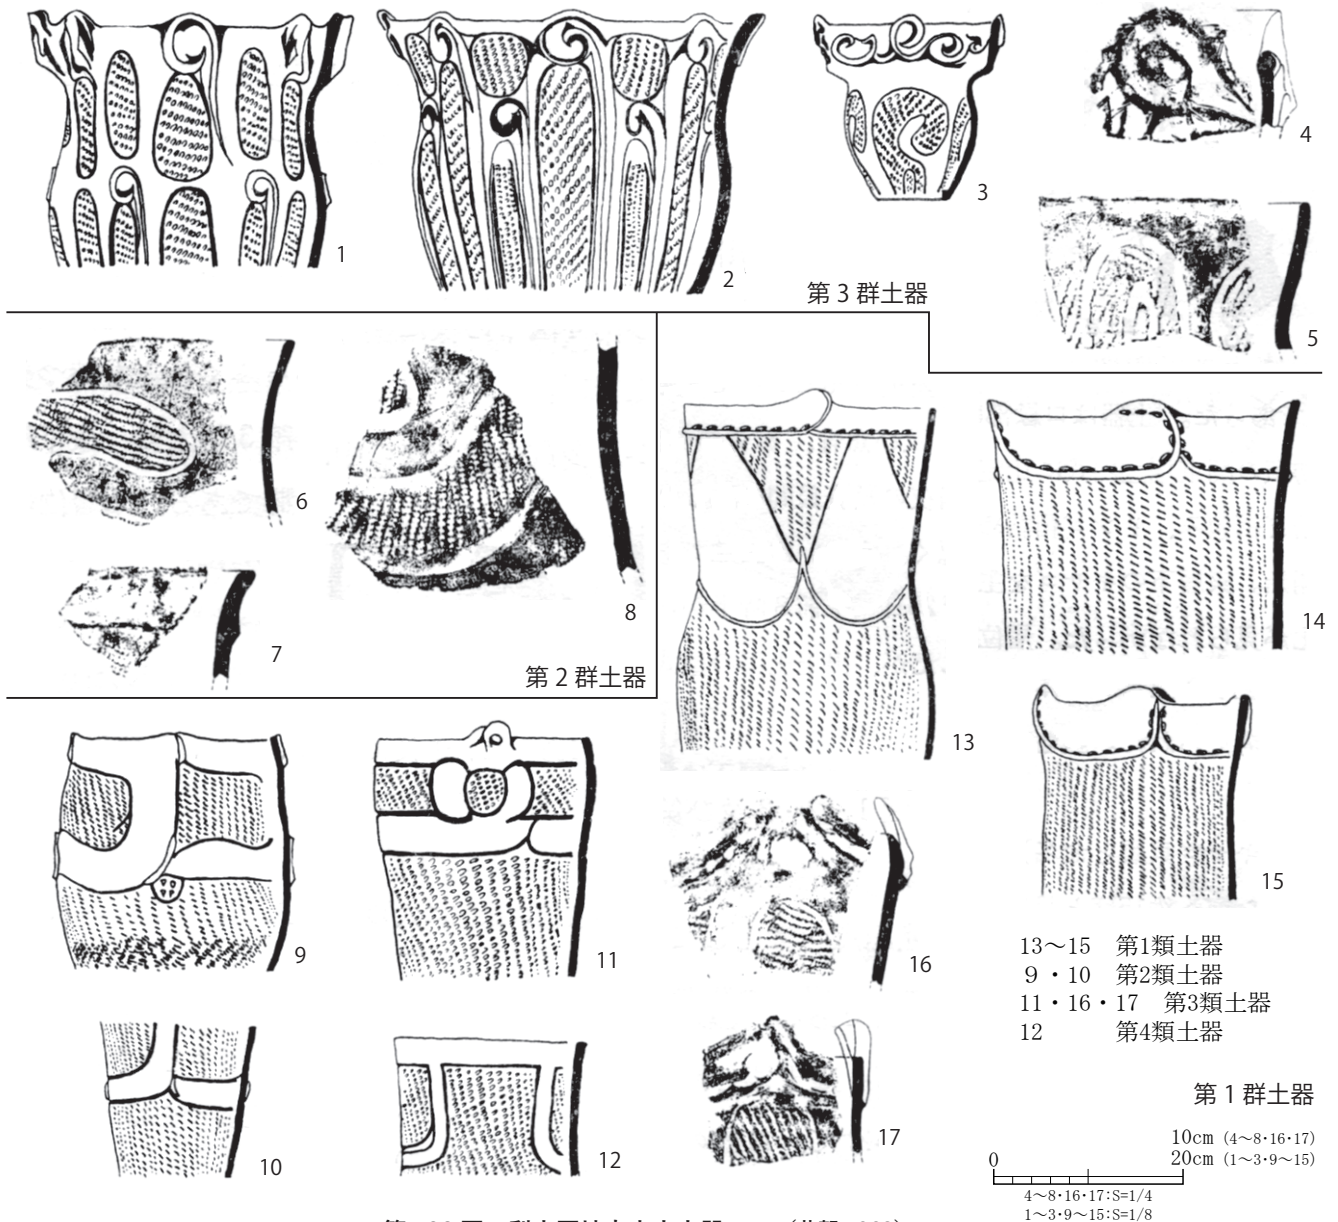 1
2
3
4
5
第 3 群土器
6
7
8
第 2 群土器
9
10
11
12
13
14
15
16
17
13～15　第1類土器
9・10　第2類土器
11・16・17　第3類土器
12　第4類土器
第 1 群土器
10cm（4～8・16・17）
0　20cm（1～3・9～15）
4～8・16・17：S=1/4
1～3・9～15：S=1/8